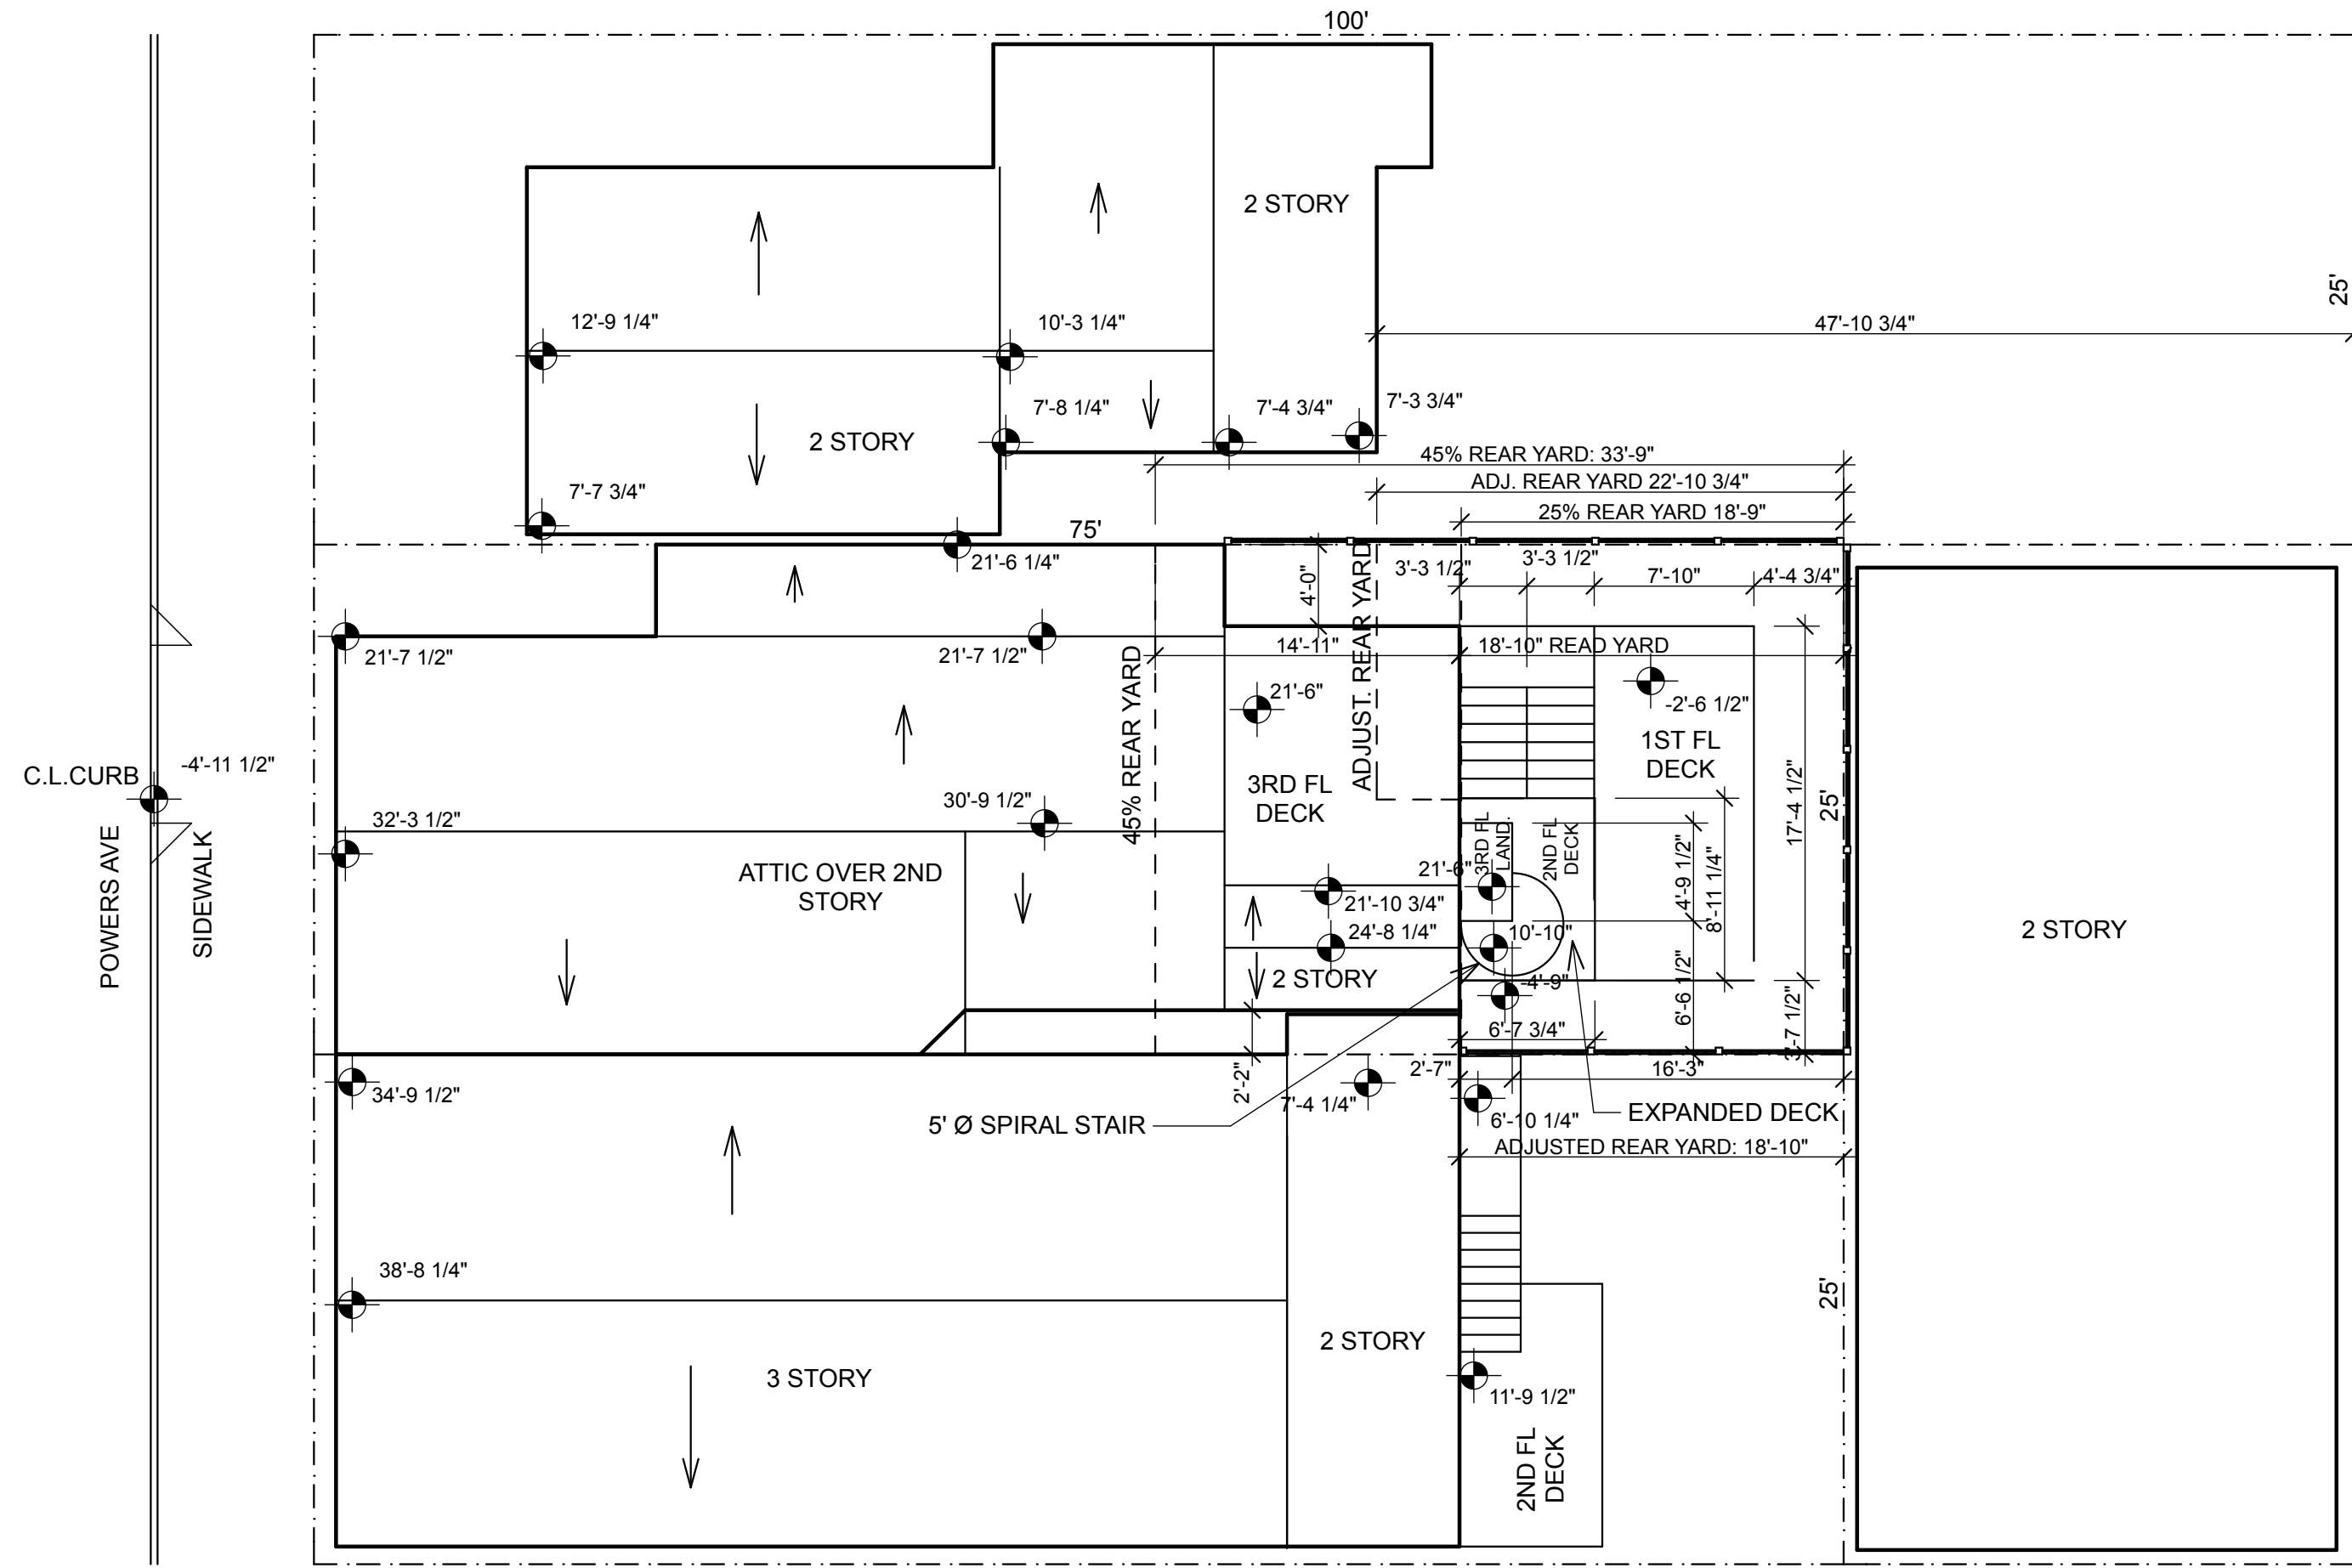 100'
25'
2 STORY
12'-9 1/4"
10'-3 1/4"
47'-10 3/4"
7'-8 1/4"
7'-4 3/4"
7'-3 3/4"
2 STORY
45% REAR YARD: 33'-9"
ADJ. REAR YARD 22'-10 3/4"
7'-7 3/4"
25% REAR YARD 18'-9"
75'
21'-6 1/4"
3'-3 1/2"
3'-3 1/2"
7'-10"
4'-4 3/4"
4'-0"
21'-7 1/2"
21'-7 1/2"
14'-11"
18'-10" READ YARD
45% REAR YARD
ADJUST. REAR YARD
21'-6"
-2'-6 1/2"
1ST FL
DECK
C.L.CURB
-4'-11 1/2"
3RD FL
DECK
17'-4 1/2"
25'
POWERS AVE
SIDEWALK
32'-3 1/2"
30'-9 1/2"
ATTIC OVER 2ND
STORY
3RD FL
LAND.
2ND FL
DECK
21'-6"
4'-9 1/2"
8'-11 1/4"
21'-10 3/4"
24'-8 1/4"
10'-10"
2 STORY
2 STORY
-4'-9"
6'-6 1/2"
3'-7 1/2"
6'-7 3/4"
2'-2"
2'-7"
16'-3"
34'-9 1/2"
7'-4 1/4"
6'-10 1/4"
5' Ø SPIRAL STAIR
EXPANDED DECK
ADJUSTED REAR YARD: 18'-10"
38'-8 1/4"
25'
2 STORY
3 STORY
11'-9 1/2"
2ND FL
DECK